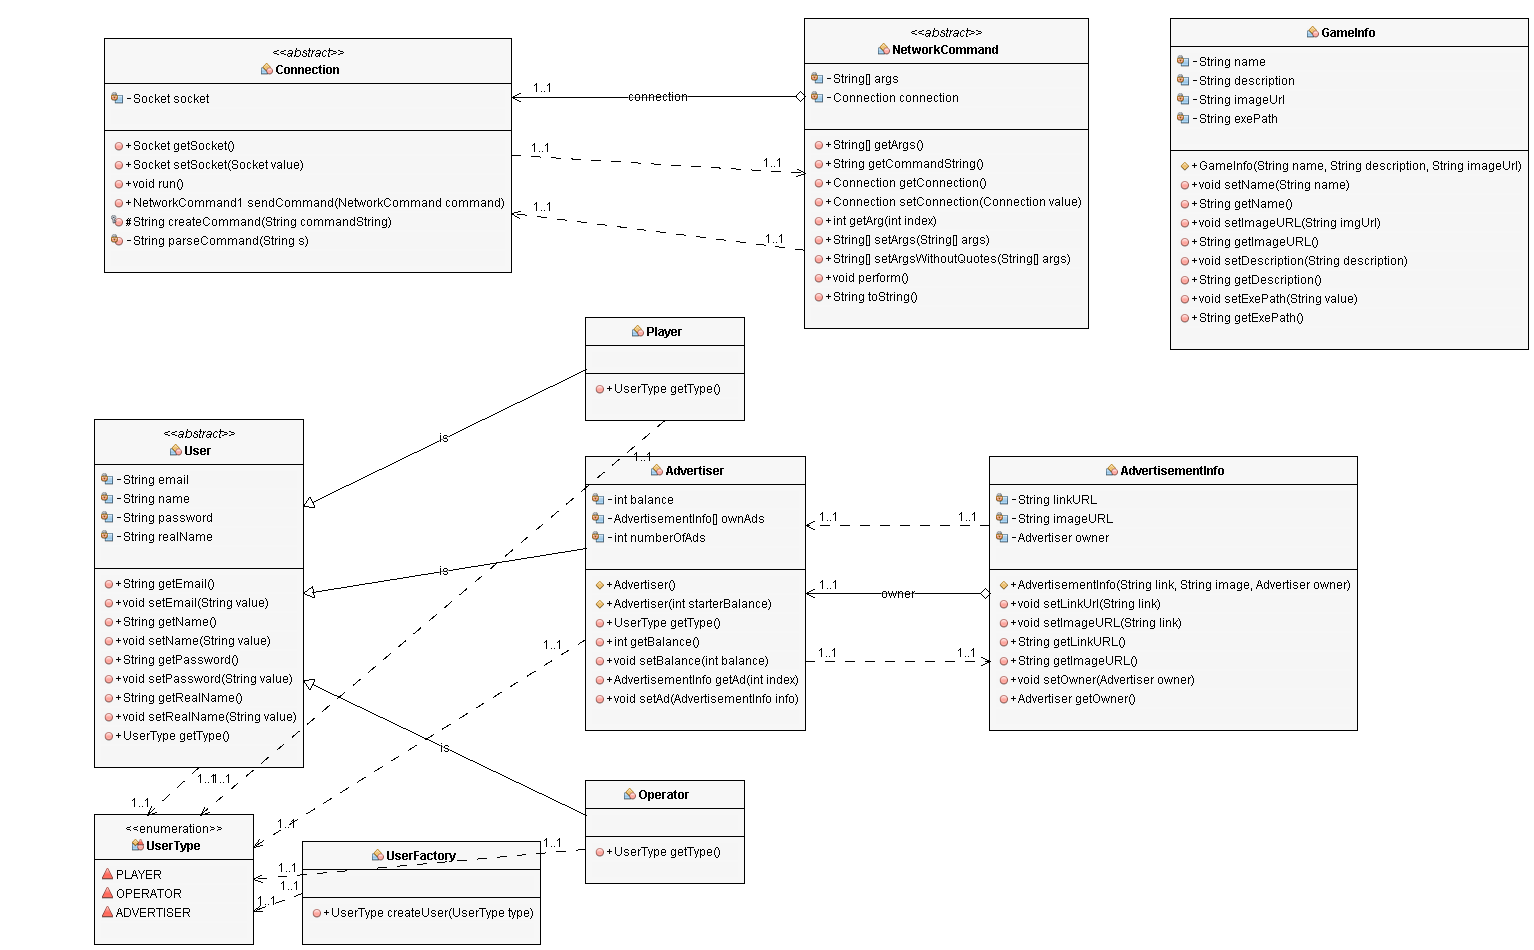 <<abstract>>
Connection
-Socket socket
+Socket getSocket()
+Socket setSocket(Socket value)
+void run()
+NetworkCommand1 sendCommand(NetworkCommand command)
#String createCommand(String commandString)
-String parseCommand(String s)
1..1
connection
1..1
1..1
1..1
1..1
<<abstract>>
NetworkCommand
-String[] args
-Connection connection
+String[] getArgs()
+String getCommandString()
+Connection getConnection()
+Connection setConnection(Connection value)
+int getArg(int index)
+String[] setArgs(String[] args)
+String[] setArgsWithoutQuotes(String[] args)
+void perform()
+String toString()
GameInfo
-String name
-String description
-String imageUrl
-String exePath
+GameInfo(String name, String description, String imageUrl)
+void setName(String name)
+String getName()
+void setImageURL(String imgUrl)
+String getImageURL()
+void setDescription(String description)
+String getDescription()
+void setExePath(String value)
+String getExePath()
Player
+UserType getType()
is
1..1
<<abstract>>
User
-String email
-String name
-String password
-String realName
+String getEmail()
+void setEmail(String value)
+String getName()
+void setName(String value)
+String getPassword()
+void setPassword(String value)
+String getRealName()
+void setRealName(String value)
+UserType getType()
is
Advertiser
-int balance
-AdvertisementInfo[] ownAds
-int numberOfAds
+Advertiser()
+Advertiser(int starterBalance)
+UserType getType()
+int getBalance()
+void setBalance(int balance)
+AdvertisementInfo getAd(int index)
+void setAd(AdvertisementInfo info)
1..1
1..1
1..1
owner
1..1
1..1
AdvertisementInfo
-String linkURL
-String imageURL
-Advertiser owner
+AdvertisementInfo(String link, String image, Advertiser owner)
+void setLinkUrl(String link)
+void setImageURL(String link)
+String getLinkURL()
+String getImageURL()
+void setOwner(Advertiser owner)
+Advertiser getOwner()
1..1
is
1..1
1..1
1..1
1..1
<<enumeration>>
UserType
PLAYER
OPERATOR
ADVERTISER
1..1
1..1
1..1
UserFactory
+UserType createUser(UserType type)
1..1
Operator
+UserType getType()